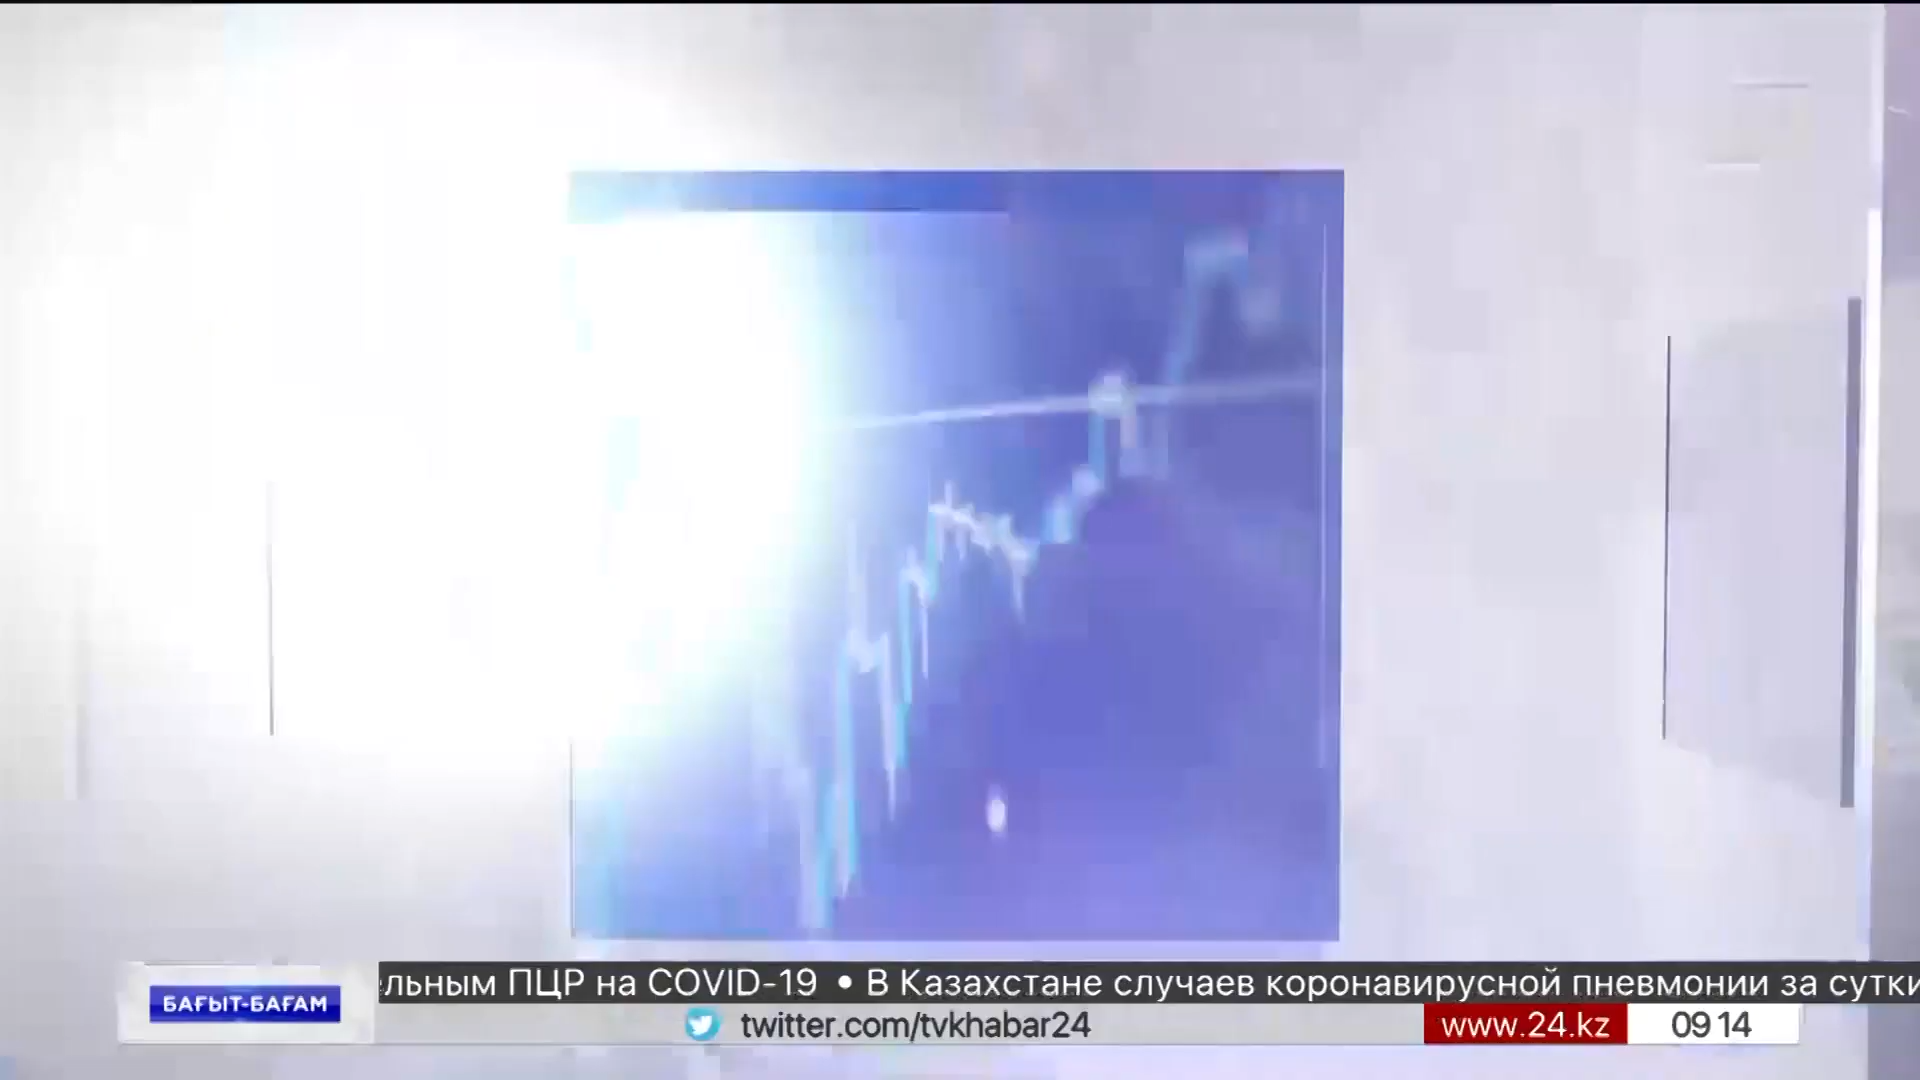 БАҒЫТ-БАҒАМ
льным ПЦР на COVID-19 • В Казахстане случаев коронавирусной пневмонии за сутки
twitter.com/tvkhabar24
www.24.kz
09 14